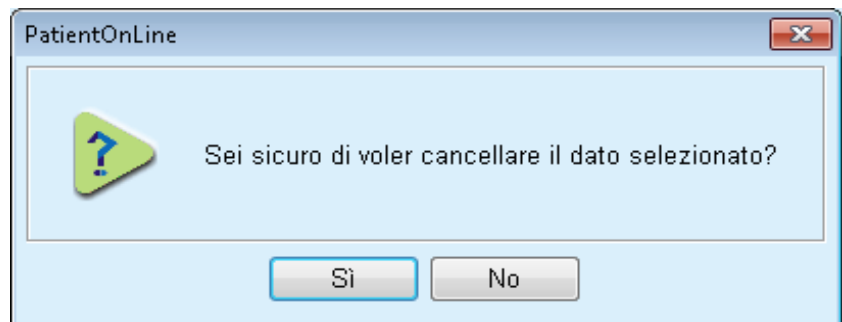 PatientOnLine
Sei sicuro di voler cancellare il dato selezionato?
Sì No